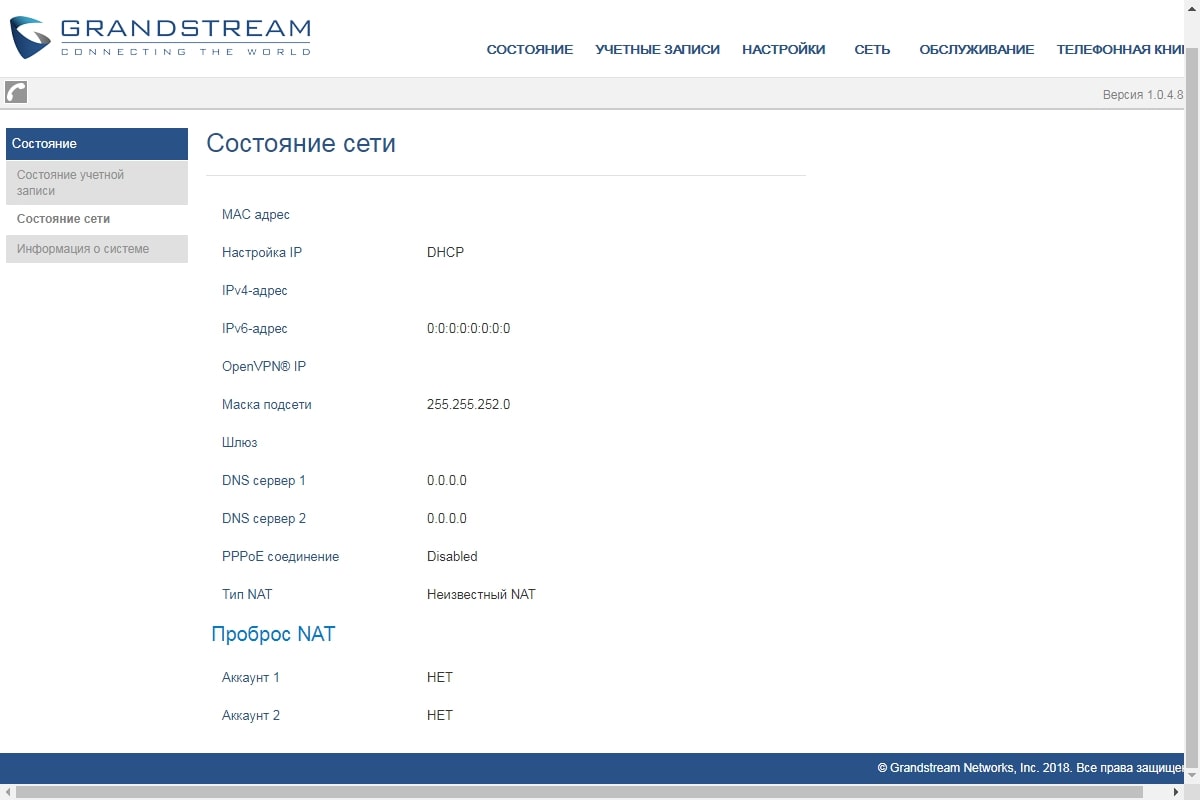 GRANDSTREAM
CONNECTING THE WORLD
СОСТОЯНИЕ УЧЕТНЫЕ ЗАПИСИ НАСТРОЙКИ СЕТЬ ОБСЛУЖИВАНИЕ ТЕЛЕФОННАЯ КНИ
Версия 1.0.4.8
Состояние
Состояние учетной
записи
Состояние сети
Информация о системе
Состояние сети
MAC адрес
Настройка IP DHCP
IPv4-адрес
IPv6-адрес 0:0:0:0:0:0:0:0
OpenVPN® IP
Маска подсети 255.255.252.0
Шлюз
DNS сервер 1 0.0.0.0
DNS сервер 2 0.0.0.0
PPPoE соединение Disabled
Тип NAT Неизвестный NAT
Проброс NAT
Аккаунт 1 НЕТ
Аккаунт 2 НЕТ
© Grandstream Networks, Inc. 2018. Все права защище